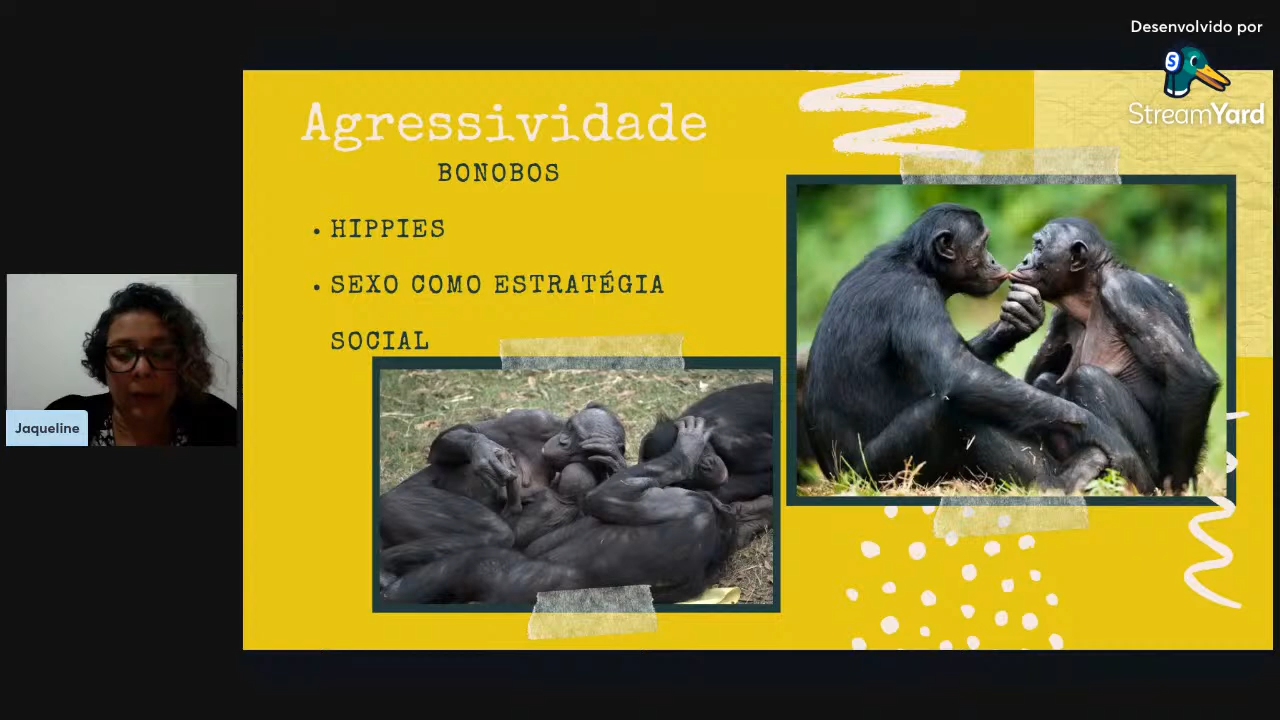 Desenvolvido por
S
StreamYard
Agressividade
BONOBOS
• HIPPIES
• SEXO COMO ESTRATÉGIA
SOCIAL
Jaqueline